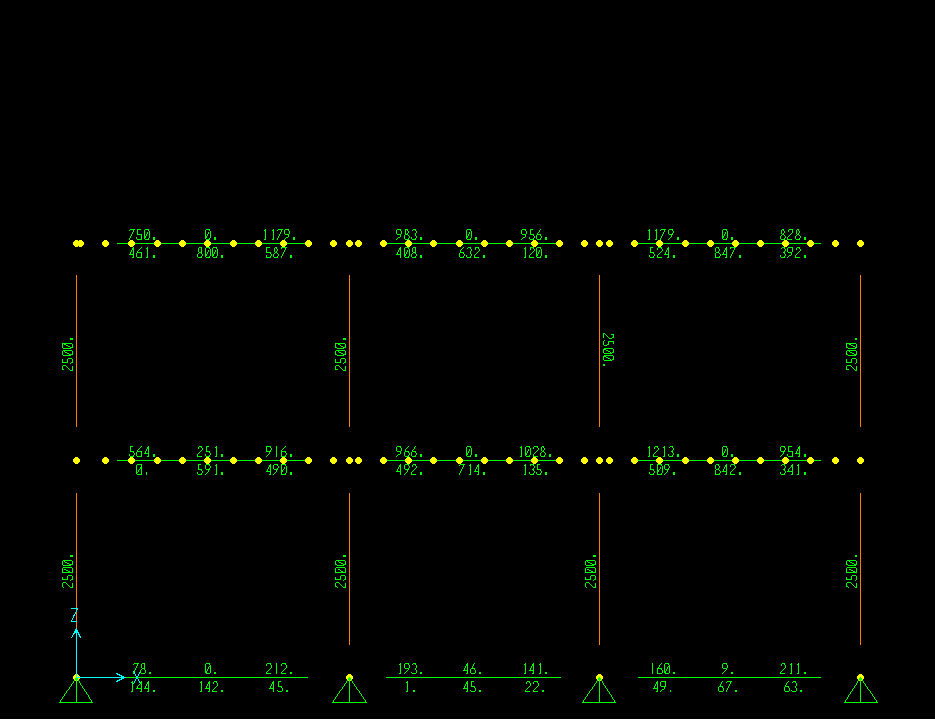 750. 0. 1179. 983. 0. 956. 1179. 0. 828.
461. 800. 587. 408. 632. 120. 524. 847. 392.
2500. 2500. 2500. 2500.
564. 251. 916. 966. 0. 1028. 1213. 0. 954.
0. 591. 490. 492. 714. 135. 509. 842. 341.
2500. 2500. 2500. 2500.
Z
78. 0. 212. 193. 46. 141. 160. 9. 211.
X
144. 142. 45. 1. 45. 22. 49. 67. 63.